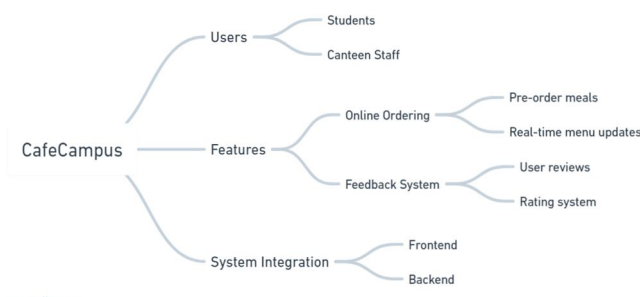 Students
Users
Canteen Staff
Pre-order meals
Online Ordering
Real-time menu updates
CafeCampus
Features
User reviews
Feedback System
Rating system
Frontend
System Integration
Backend